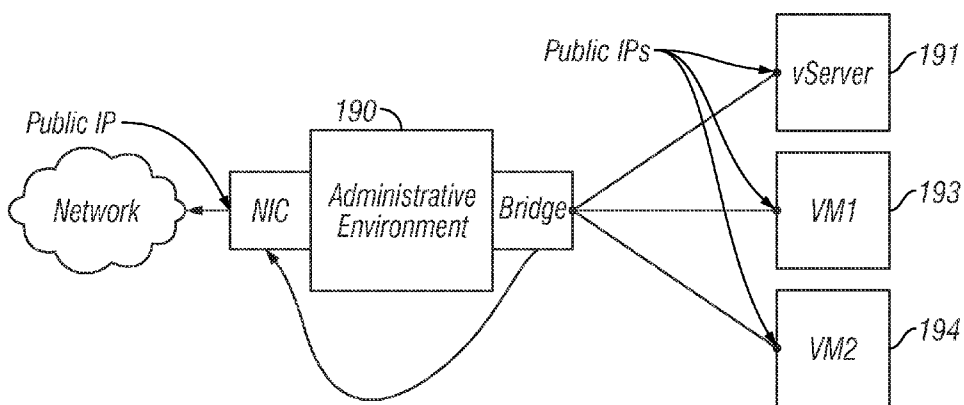 Public IPs
vServer
191
190
Public IP
Network
NIC
Administrative
Environment
Bridge
VM1
193
VM2
194